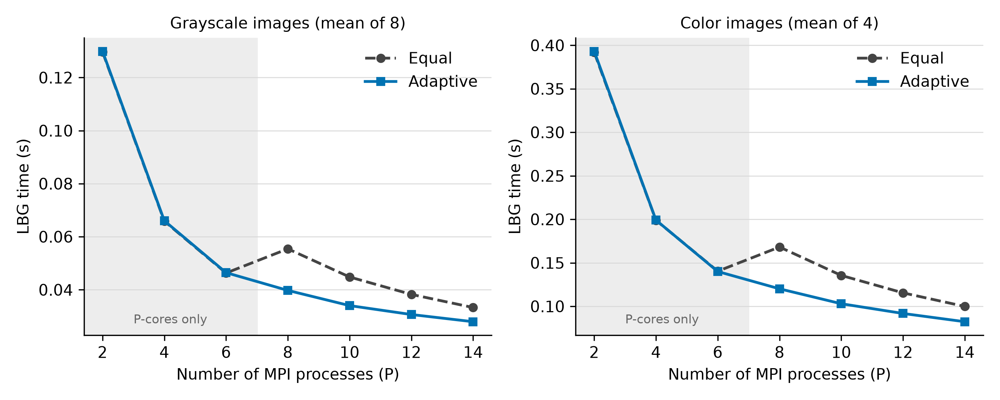 Grayscale images (mean of 8)
Equal
Adaptive
0.12
0.10
0.08
0.06
0.04
LBG time (s)
P-cores only
2 4 6 8 10 12 14
Number of MPI processes (P)
Color images (mean of 4)
Equal
Adaptive
0.40
0.35
0.30
0.25
0.20
0.15
0.10
LBG time (s)
P-cores only
2 4 6 8 10 12 14
Number of MPI processes (P)